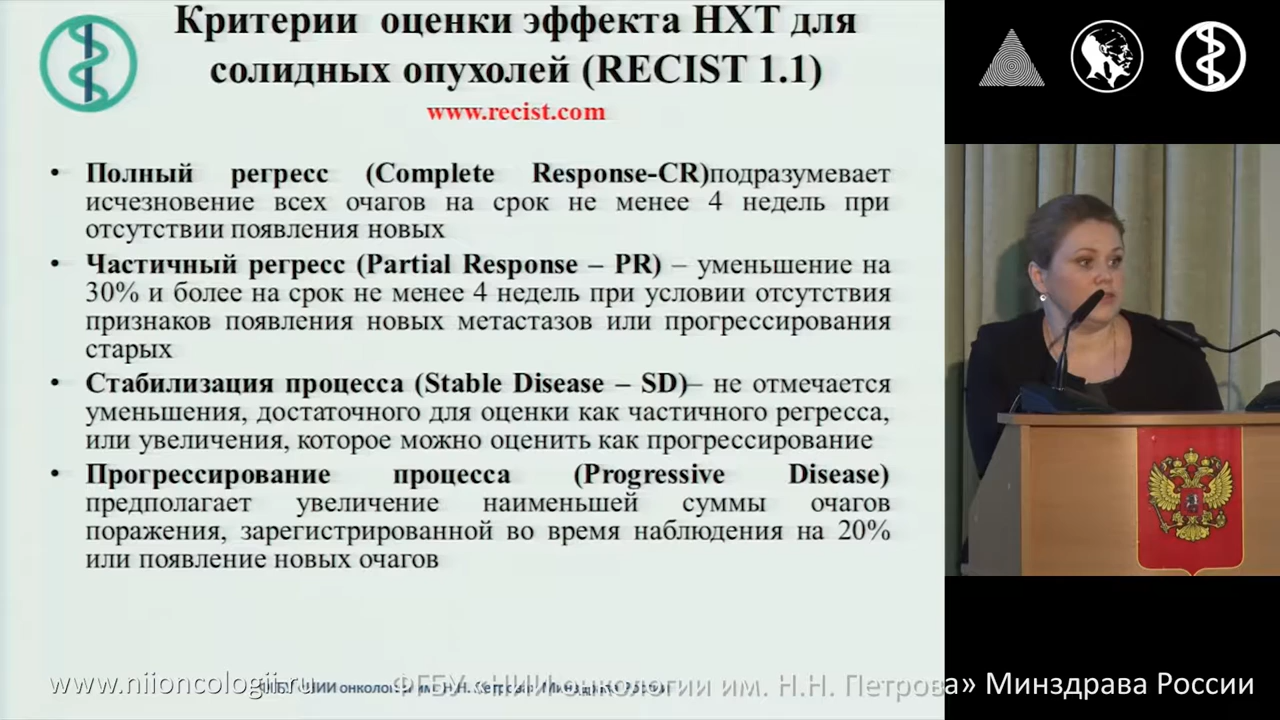 Критерии оценки эффекта НХТ для
солидных опухолей (RECIST 1.1)
www.recist.com
• Полный регресс (Complete Response-CR)подразумевает
исчезновение всех очагов на срок не менее 4 недель при
отсутствии появления новых
• Частичный регресс (Partial Response – PR) – уменьшение на
30% и более на срок не менее 4 недель при условии отсутствия
признаков появления новых метастазов или прогрессирования
старых
• Стабилизация процесса (Stable Disease – SD)– не отмечается
уменьшения, достаточного для оценки как частичного регресса,
или увеличения, которое можно оценить как прогрессирование
• Прогрессирование процесса (Progressive Disease)
предполагает увеличение наименьшей суммы очагов
поражения, зарегистрированной во время наблюдения на 20%
или появление новых очагов
www.niioncologii.ru ФГБУ «НИИ онкологии им. Н.Н. Петрова» Минздрава России